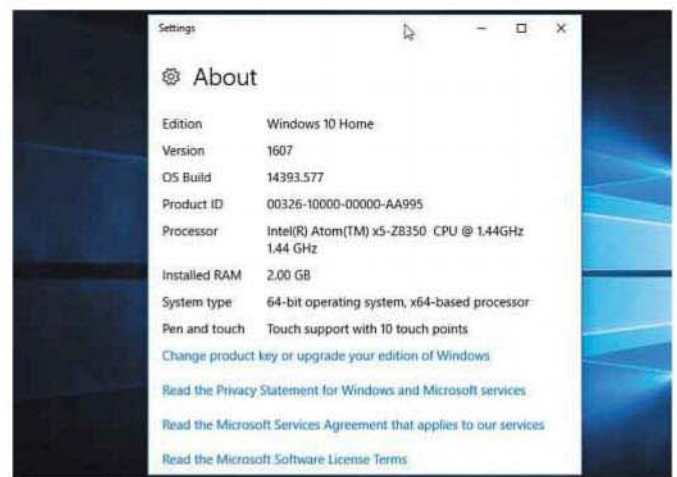 Settings
About
Edition Windows 10 Home
Version 1607
OS Build 14393.577
Product ID 00326-10000-00000-AA995
Processor Intel(R) Atom(TM) x5-Z8350 CPU @ 1.44GHz
1.44 GHz
Installed RAM 2.00 GB
System type 64-bit operating system, x64-based processor
Pen and touch Touch support with 10 touch points
Change product key or upgrade your edition of Windows
Read the Privacy Statement for Windows and Microsoft services
Read the Microsoft Services Agreement that applies to our services
Read the Microsoft Software License Terms